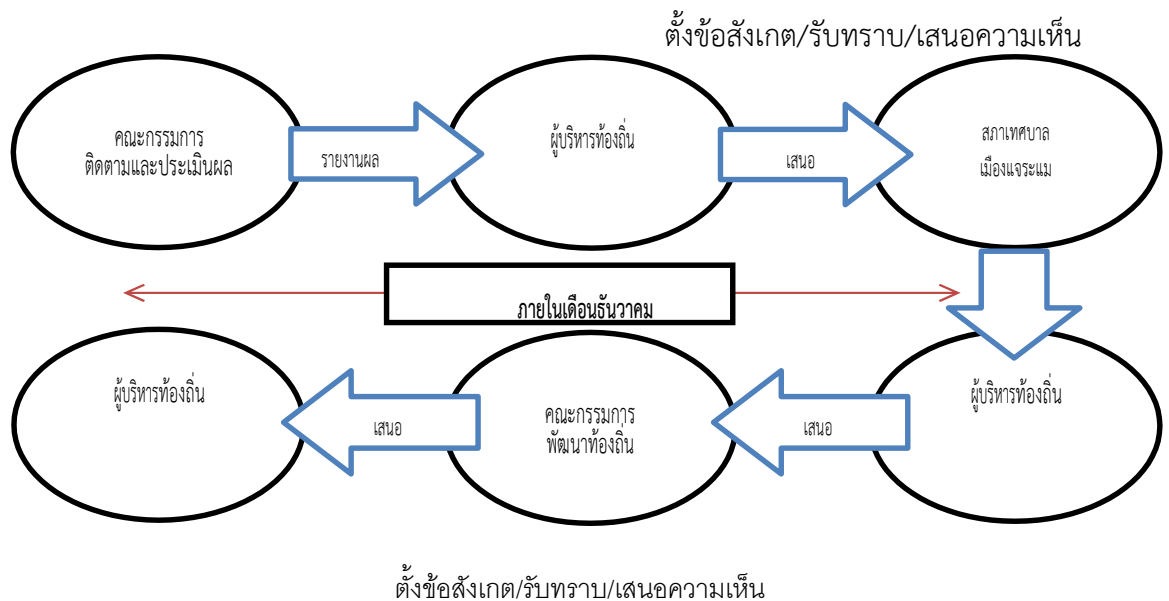 ตั้งข้อสังเกต/รับทราบ/เสนอความเห็น
คณะกรรมการ
ติดตามและประเมินผล
รายงานผล
ผู้บริหารท้องถิ่น
เสนอ
สภาเทศบาล
เมืองแจระแม
ภายในเดือนธันวาคม
ผู้บริหารท้องถิ่น
เสนอ
คณะกรรมการ
พัฒนาท้องถิ่น
เสนอ
ผู้บริหารท้องถิ่น
ตั้งข้อสังเกต/รับทราบ/เสนอความเห็น